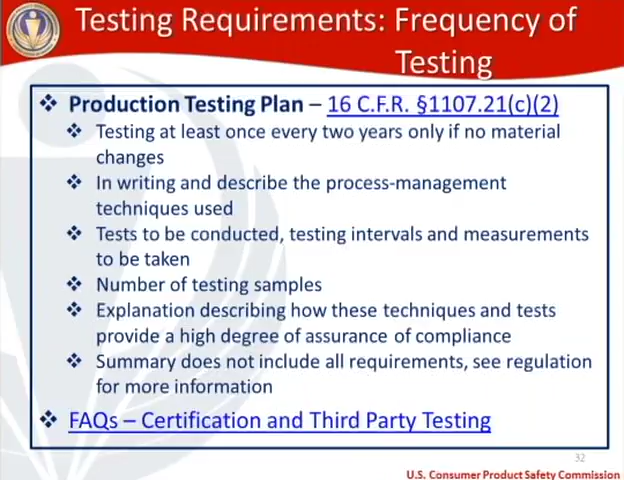 Testing Requirements: Frequency of
Testing
❖ Production Testing Plan – 16 C.F.R. §1107.21(c)(2)
❖ Testing at least once every two years only if no material
changes
❖ In writing and describe the process-management
techniques used
❖ Tests to be conducted, testing intervals and measurements
to be taken
❖ Number of testing samples
❖ Explanation describing how these techniques and tests
provide a high degree of assurance of compliance
❖ Summary does not include all requirements, see regulation
for more information
❖ FAQs – Certification and Third Party Testing
32
U.S. Consumer Product Safety Commission